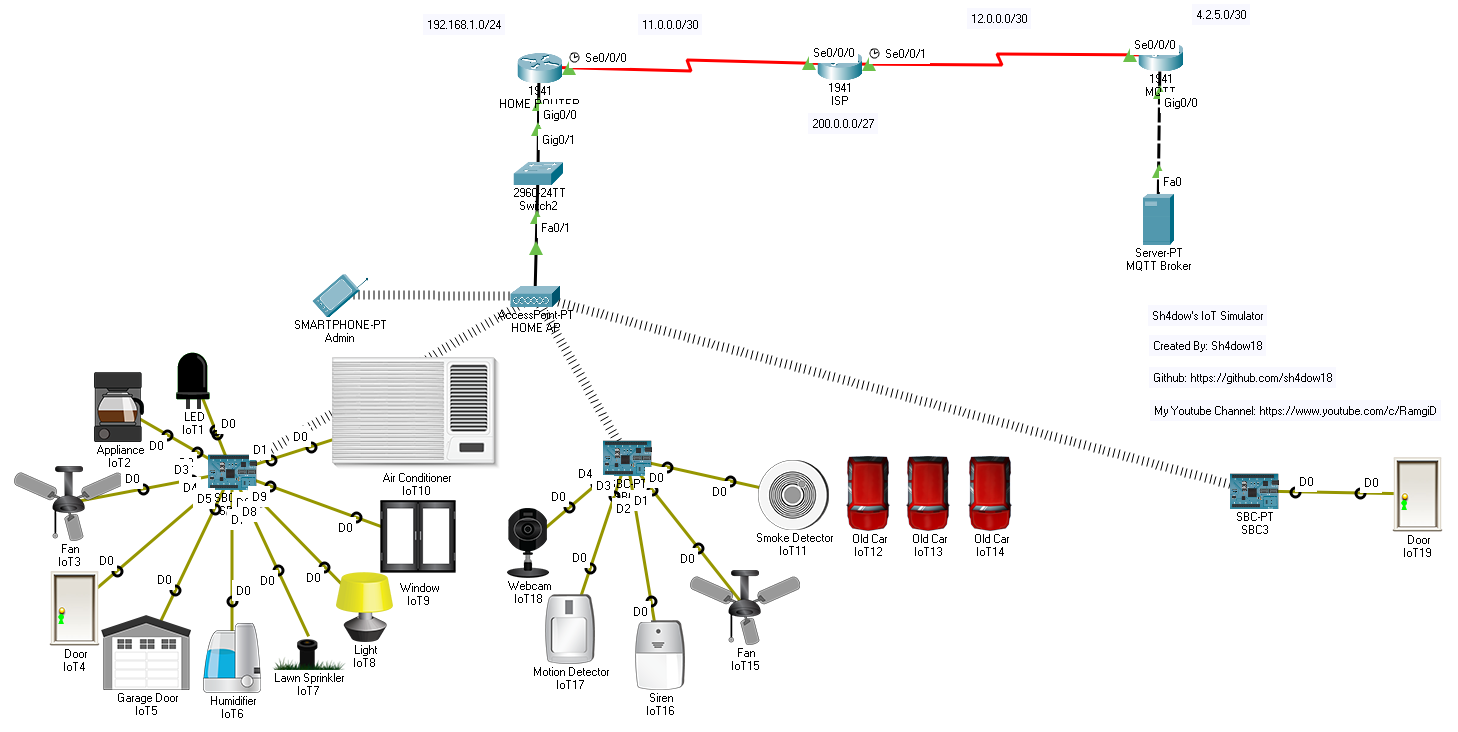 192.168.1.0/24
11.0.0.0/30
12.0.0.0/30
4.2.5.0/30
Se0/0/0
Se0/0/0
Se0/0/1
Se0/0/0
1941
HOME ROUTER
1941
ISP
1941
MQTT
Gig0/0
Gig0/0
Gig0/1
200.0.0.0/27
2960-24TT
Switch2
Fa0/1
Fa0
Server-PT
MQTT Broker
AccessPoint-PT
HOME AP
SMARTPHONE-PT
Admin
Sh4dow's IoT Simulator
Created By: Sh4dow18
Github: https://github.com/sh4dow18
My Youtube Channel: https://www.youtube.com/c/RamgiD
LED
IoT1
D0
Appliance
IoT2
D0
D1
D0
Air Conditioner
IoT10
D3
D4
D5
D9
D8
D0
Fan
IoT3
D0
Window
IoT9
D0
Door
IoT4
D0
Garage Door
IoT5
D0
Humidifier
IoT6
D0
Lawn Sprinkler
IoT7
D0
Light
IoT8
D4
D3
D2
D1
D0
D0
Smoke Detector
IoT11
Old Car
IoT12
Old Car
IoT13
Old Car
IoT14
D0
Webcam
IoT18
D0
Motion Detector
IoT17
D0
Siren
IoT16
D0
Fan
IoT15
SBC-PT
SBC3
D0
D0
Door
IoT19